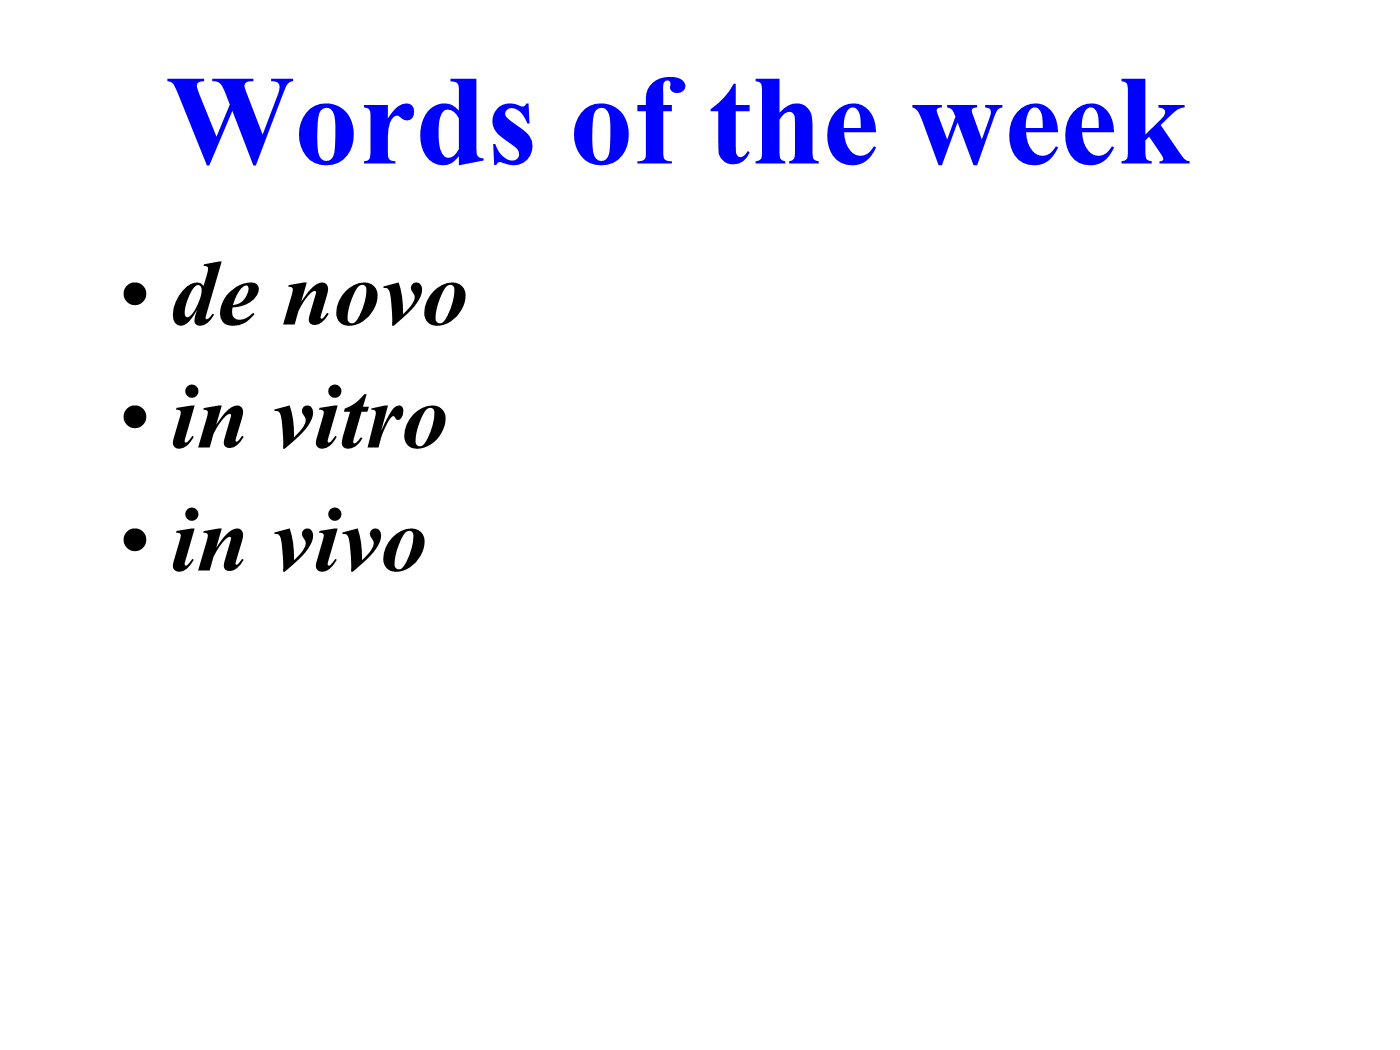 Words of the week
• de novo
• in vitro
• in vivo